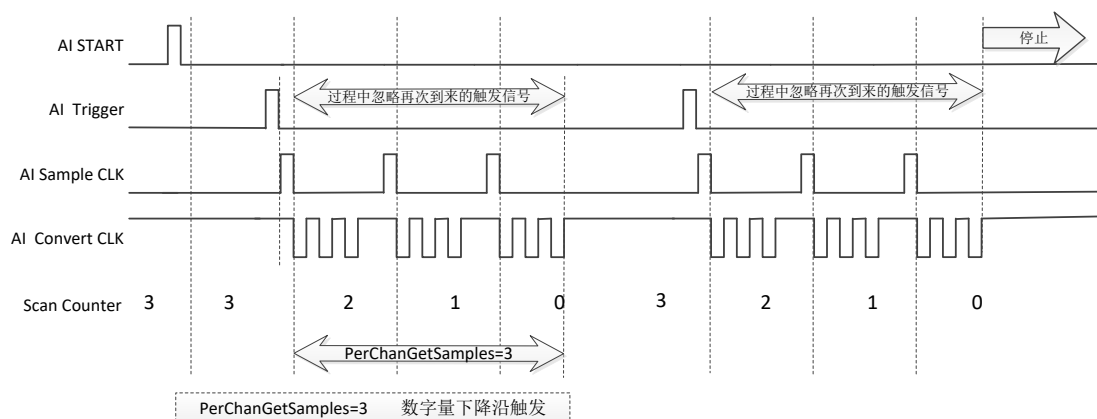 AI START
停止
过程中忽略再次到来的触发信号
过程中忽略再次到来的触发信号
AI Trigger
AI Sample CLK
AI Convert CLK
Scan Counter 3 3 2 1 0 3 2 1 0
PerChanGetSamples=3
PerChanGetSamples=3 数字量下降沿触发